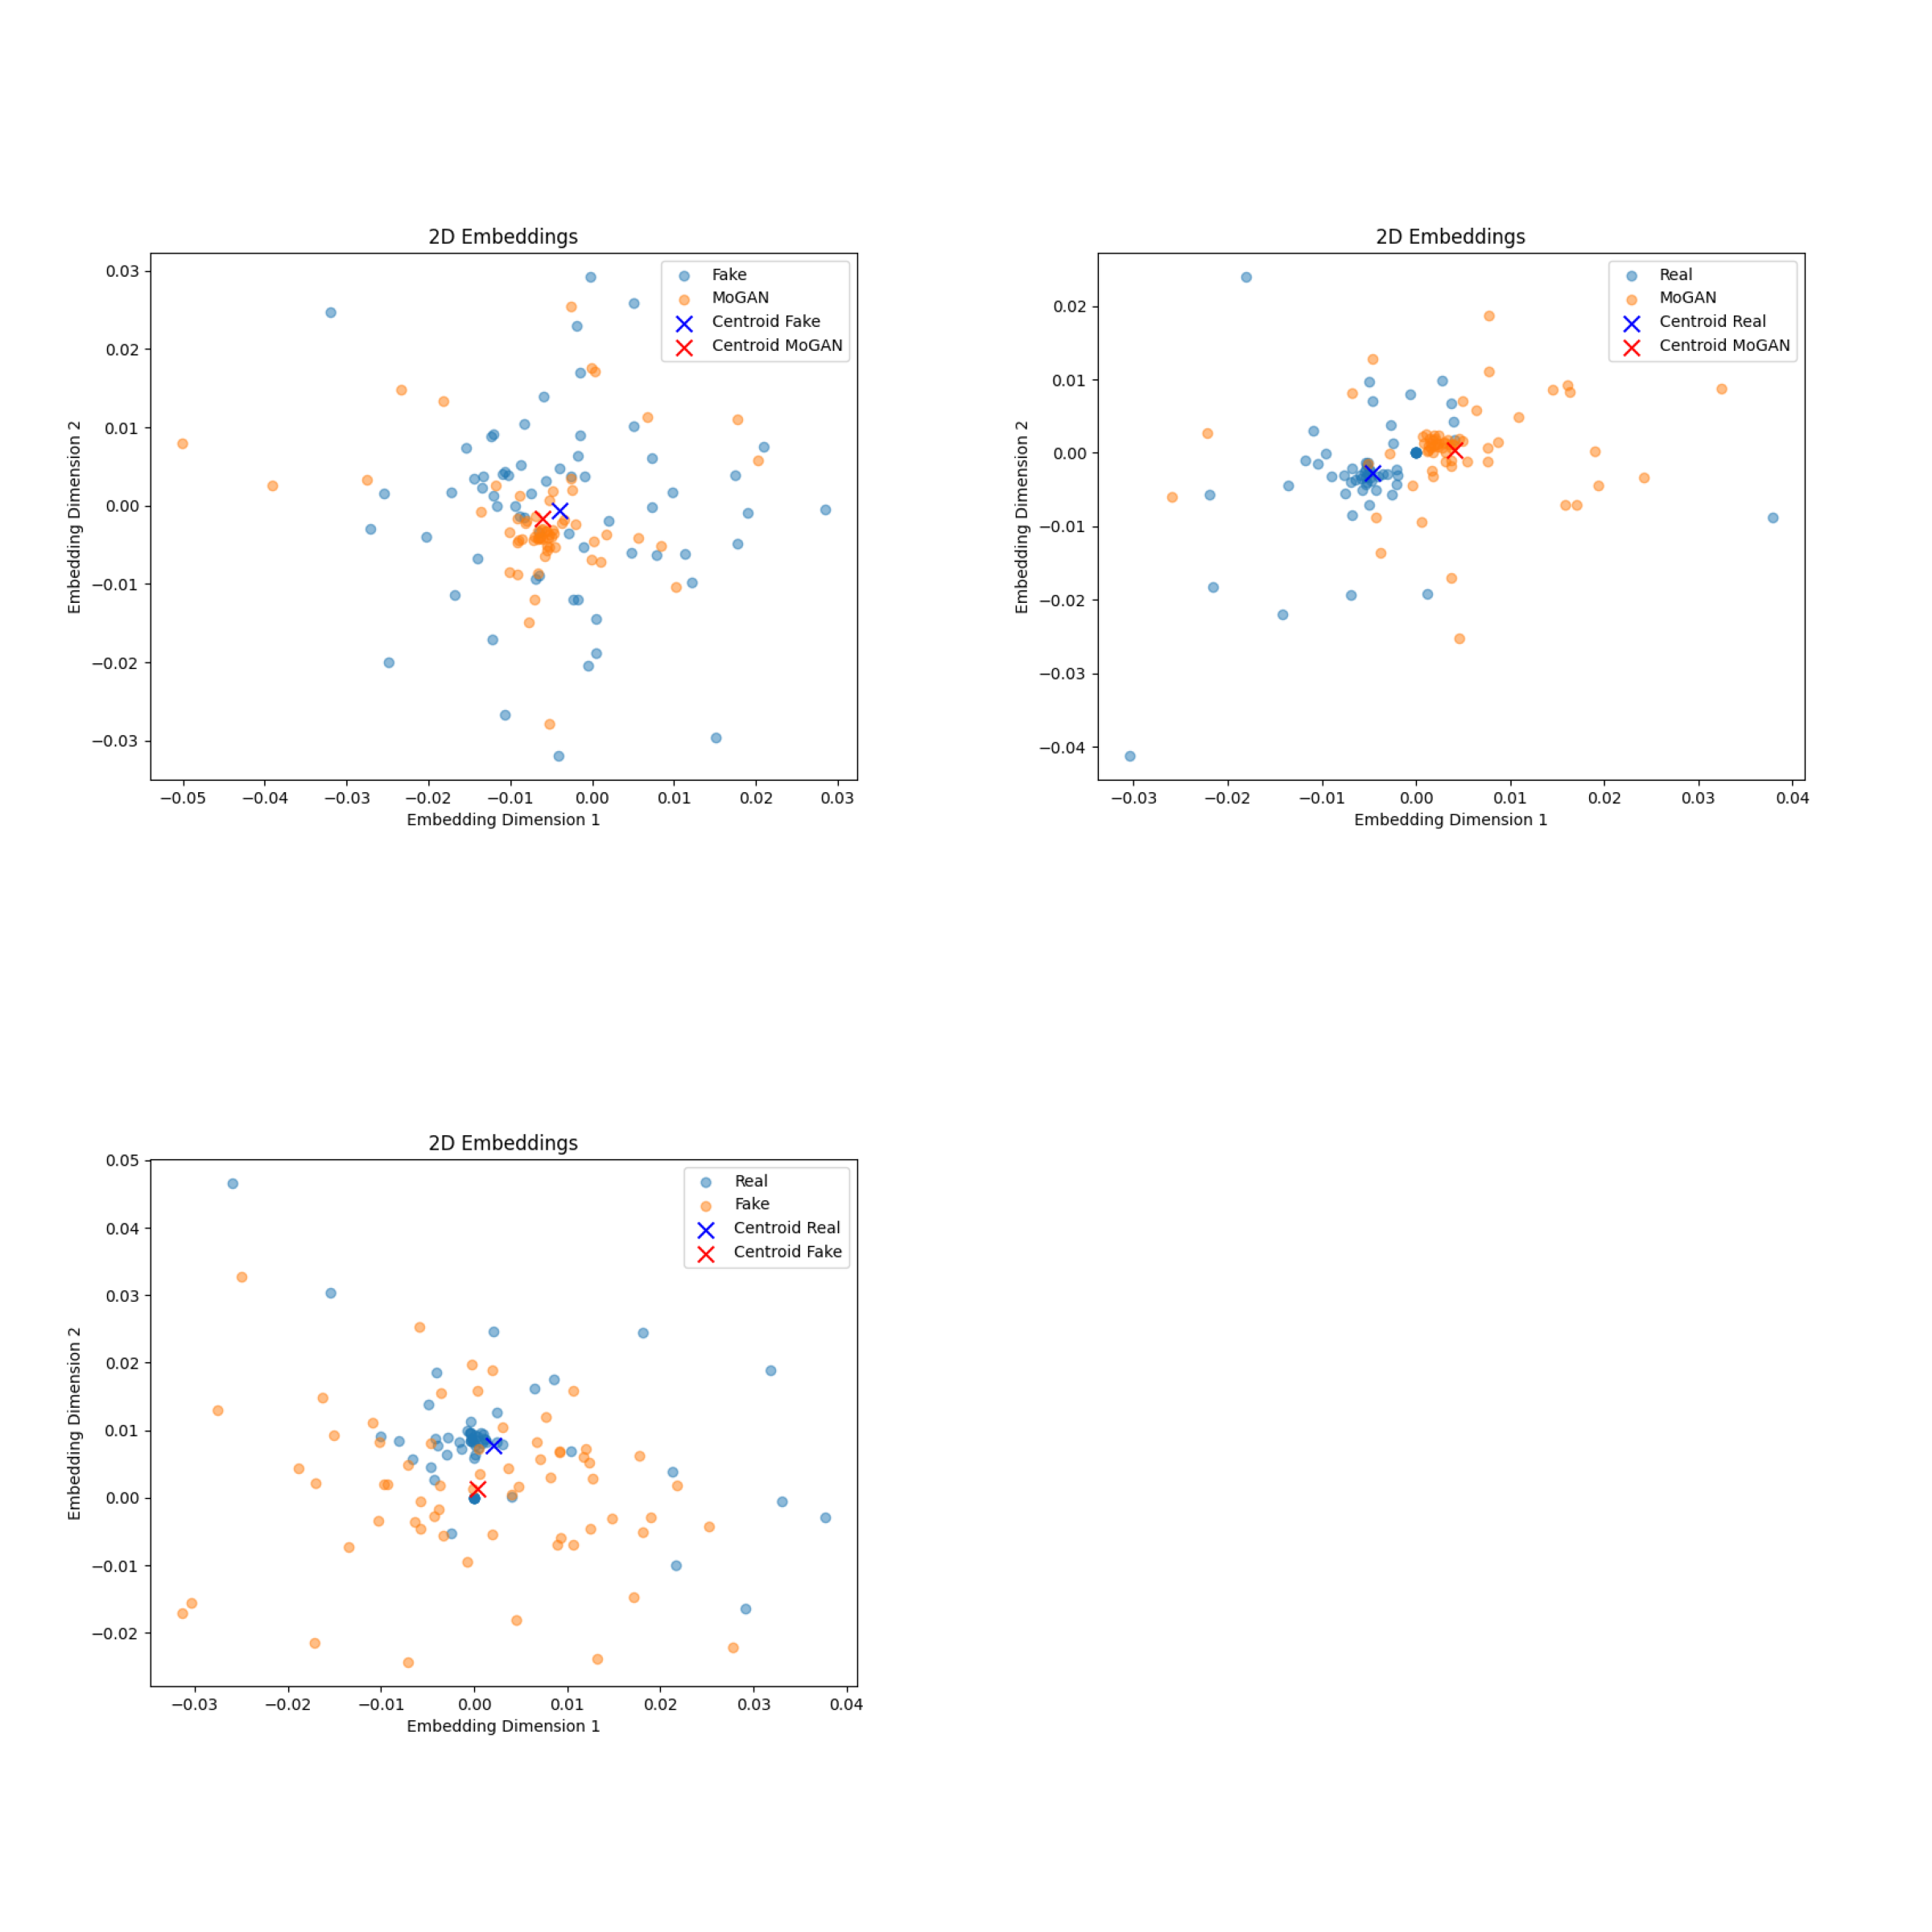 2D Embeddings
Fake
MoGAN
Centroid Fake
Centroid MoGAN
0.03
0.02
0.01
0.00
−0.01
−0.02
−0.03
Embedding Dimension 2
−0.05 −0.04 −0.03 −0.02 −0.01 0.00 0.01 0.02 0.03
Embedding Dimension 1
2D Embeddings
Real
MoGAN
Centroid Real
Centroid MoGAN
0.02
0.01
0.00
−0.01
−0.02
−0.03
−0.04
Embedding Dimension 2
−0.03 −0.02 −0.01 0.00 0.01 0.02 0.03 0.04
Embedding Dimension 1
2D Embeddings
Real
Fake
Centroid Real
Centroid Fake
0.05
0.04
0.03
0.02
0.01
0.00
−0.01
−0.02
Embedding Dimension 2
−0.03 −0.02 −0.01 0.00 0.01 0.02 0.03 0.04
Embedding Dimension 1